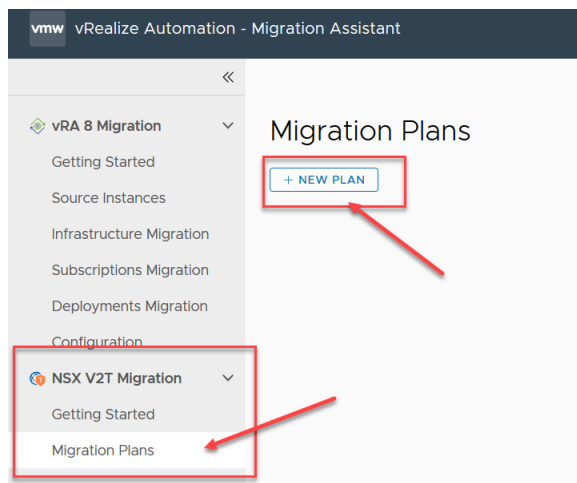 vmw vRealize Automation - Migration Assistant
vRA 8 Migration
Getting Started
Source Instances
Infrastructure Migration
Subscriptions Migration
Deployments Migration
Configuration
NSX V2T Migration
Getting Started
Migration Plans
Migration Plans
+ NEW PLAN